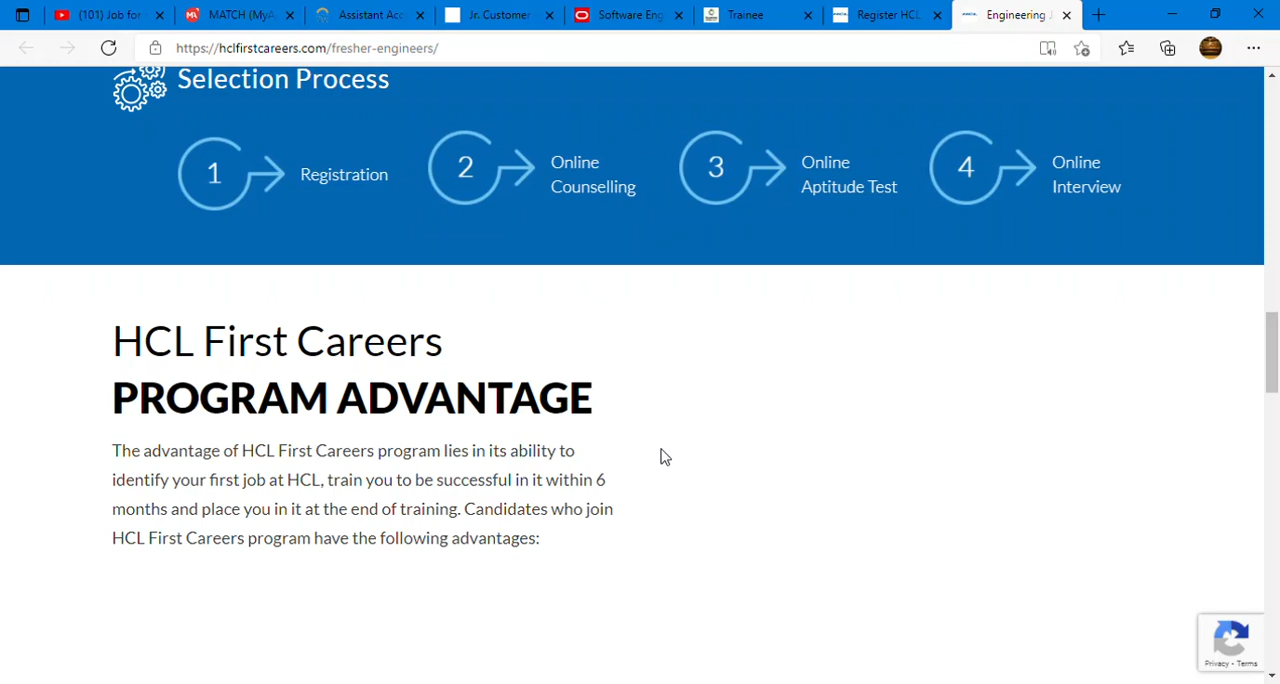 (101) Job for
MATCH (MyA
Assistant Acc
Jr. Customer
Software Eng
Trainee
Register HCL
Engineering J
https://hclfirstcareers.com/fresher-engineers/
Selection Process
1 Registration
2 Online Counselling
3 Online Aptitude Test
4 Online Interview
HCL First Careers
PROGRAM ADVANTAGE
The advantage of HCL First Careers program lies in its ability to
identify your first job at HCL, train you to be successful in it within 6
months and place you in it at the end of training. Candidates who join
HCL First Careers program have the following advantages:
Privacy - Terms